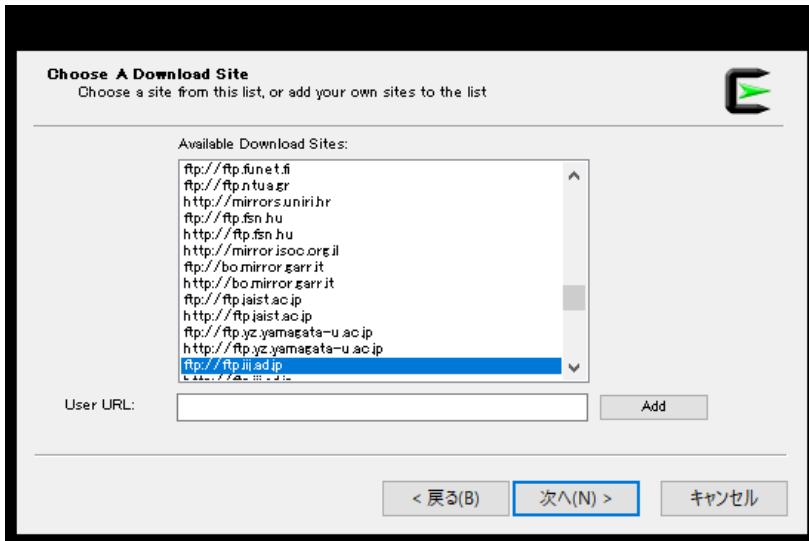 Choose A Download Site
Choose a site from this list, or add your own sites to the list
Available Download Sites:
ftp://ftp.funet.fi
ftp://ftp.ntua.gr
http://mirrors.uniri.hr
ftp://ftp.fsn.hu
http://ftp.fsn.hu
http://mirror.isoc.org.il
ftp://bo.mirror.garr.it
http://bo.mirror.garr.it
ftp://ftp.jaist.ac.jp
http://ftp.jaist.ac.jp
ftp://ftp.yz.yamagata-u.ac.jp
http://ftp.yz.yamagata-u.ac.jp
ftp://ftp.iij.ad.jp
User URL:
Add
< 戻る(B)
次へ(N) >
キャンセル